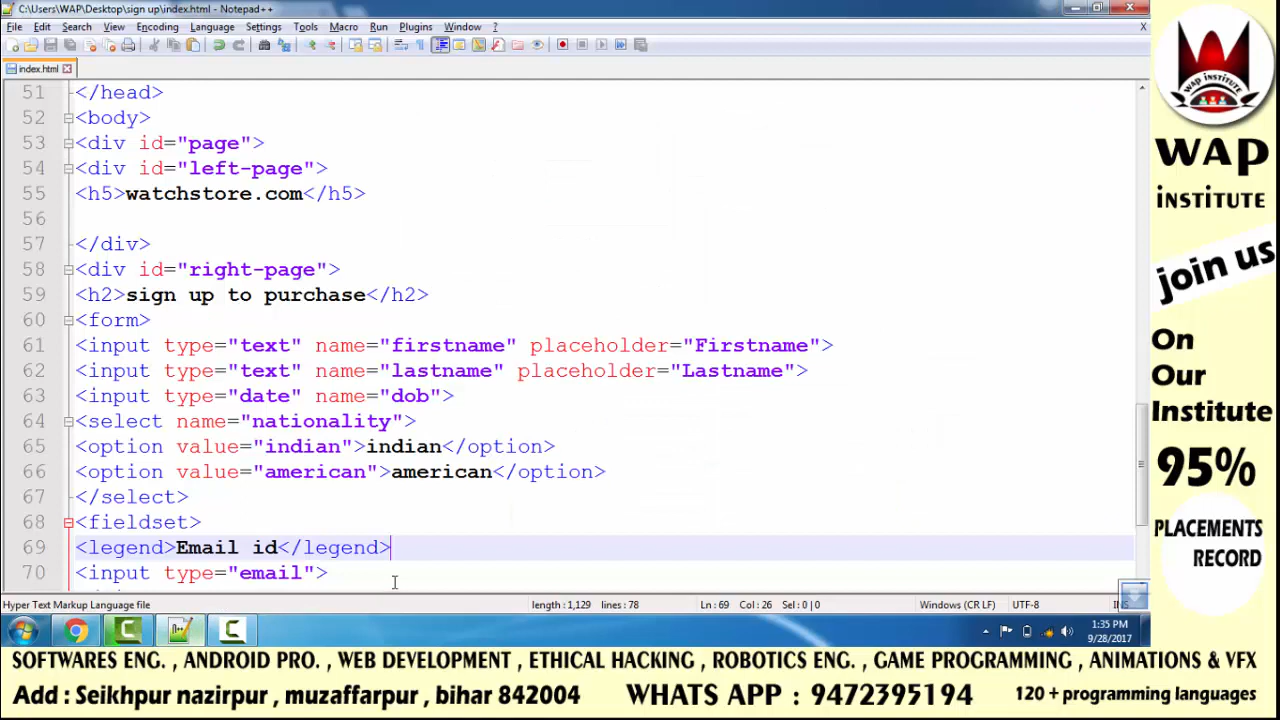 C:\Users\WAP\Desktop\sign up\index.html - Notepad++
File Edit Search View Encoding Language Settings Tools Macro Run Plugins Window ? X
index.html
51 </head>
52 <body>
53 <div id="page">
54 <div id="left-page">
55 <h5>watchstore.com</h5>
56
57 </div>
58 <div id="right-page">
59 <h2>sign up to purchase</h2>
60 <form>
61 <input type="text" name="firstname" placeholder="Firstname">
62 <input type="text" name="lastname" placeholder="Lastname">
63 <input type="date" name="dob">
64 <select name="nationality">
65 <option value="indian">indian</option>
66 <option value="american">american</option>
67 </select>
68 <fieldset>
69 <legend>Email id</legend>
70 <input type="email">
Hyper Text Markup Language file length : 1,129 lines : 78 Ln : 69 Col : 26 Sel : 0 | 0 Windows (CR LF) UTF-8
1:35 PM
9/28/2017
WAP INSTITUTE
WAP
INSTITUTE
join us
On
Our
Institute
95%
PLACEMENTS
RECORD
SOFTWARES ENG. , ANDROID PRO. , WEB DEVELOPMENT , ETHICAL HACKING , ROBOTICS ENG. , GAME PROGRAMMING , ANIMATIONS & VFX
Add : Seikhpur nazirpur , muzaffarpur , bihar 842004 WHATS APP : 9472395194 120 + programming languages